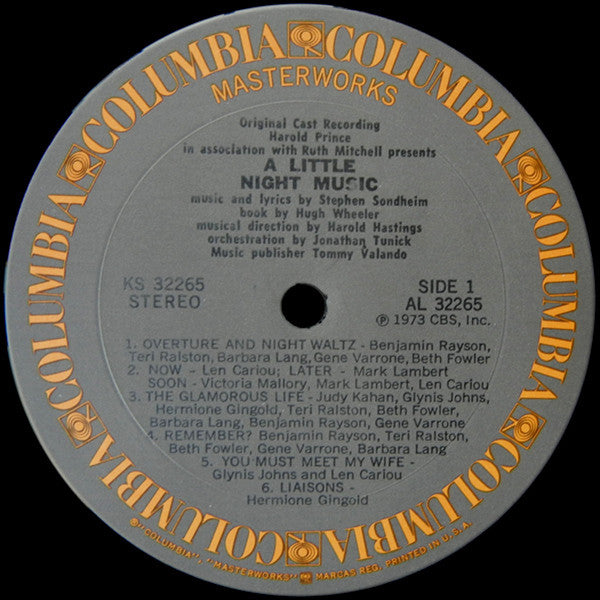 COLUMBIA COLUMBIA COLUMBIA COLUMBIA COLUMBIA COLUMBIA
MASTERWORKS
Original Cast Recording
Harold Prince
in association with Ruth Mitchell presents
A LITTLE
NIGHT MUSIC
music and lyrics by Stephen Sondheim
book by Hugh Wheeler
musical direction by Harold Hastings
orchestration by Jonathan Tunick
Music publisher Tommy Valando
KS 32265
STEREO
SIDE 1
AL 32265
℗ 1973 CBS, Inc.
1. OVERTURE AND NIGHT WALTZ - Benjamin Rayson,
Teri Ralston, Barbara Lang, Gene Varrone, Beth Fowler
2. NOW - Len Cariou; LATER - Mark Lambert
SOON - Victoria Mallory, Mark Lambert, Len Cariou
3. THE GLAMOROUS LIFE - Judy Kahan, Glynis Johns,
Hermione Gingold, Teri Ralston, Beth Fowler,
Barbara Lang, Benjamin Rayson, Gene Varrone
4. REMEMBER? Benjamin Rayson, Teri Ralston,
Beth Fowler, Gene Varrone, Barbara Lang
5. YOU MUST MEET MY WIFE -
Glynis Johns and Len Cariou
6. LIAISONS -
Hermione Gingold
®"COLUMBIA", "MASTERWORKS" MARCAS REG. PRINTED IN U.S.A.